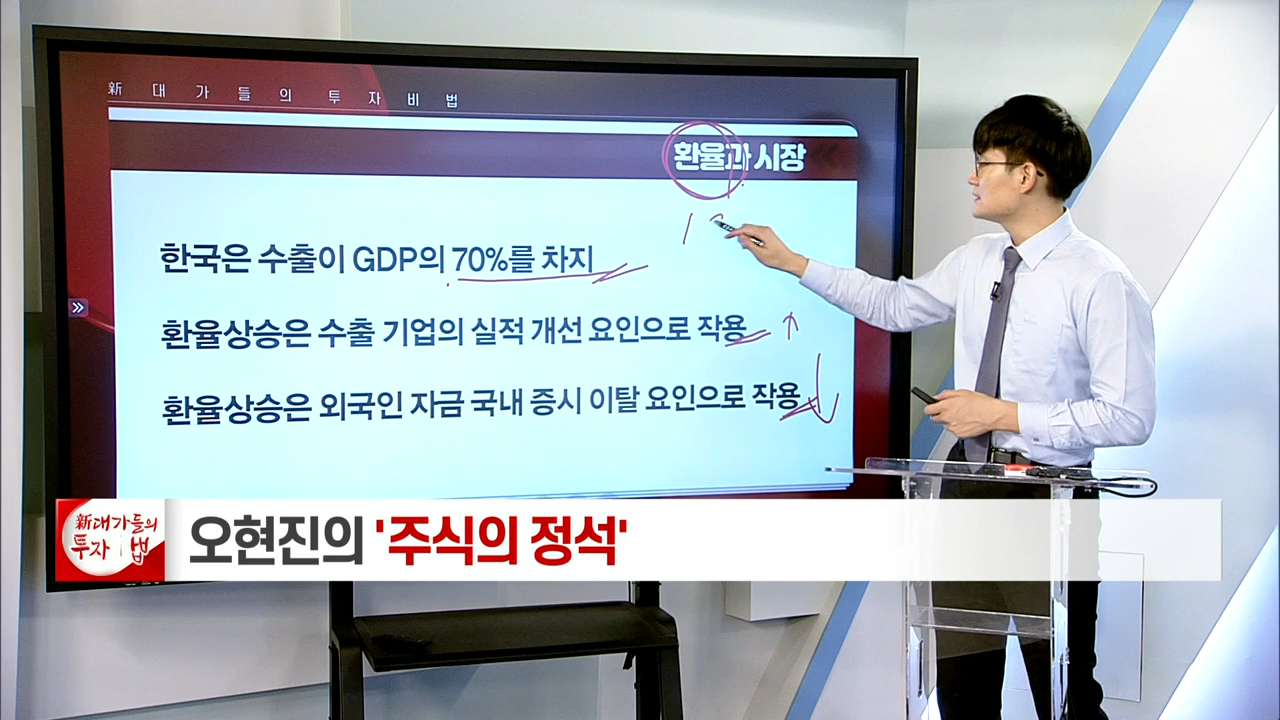 新 대 가 들 의 투 자 비 법
환율과 시장
한국은 수출이 GDP의 70%를 차지
환율상승은 수출 기업의 실적 개선 요인으로 작용
환율상승은 외국인 자금 국내 증시 이탈 요인으로 작용
新대가들의
투자 비법
오현진의 '주식의 정석'